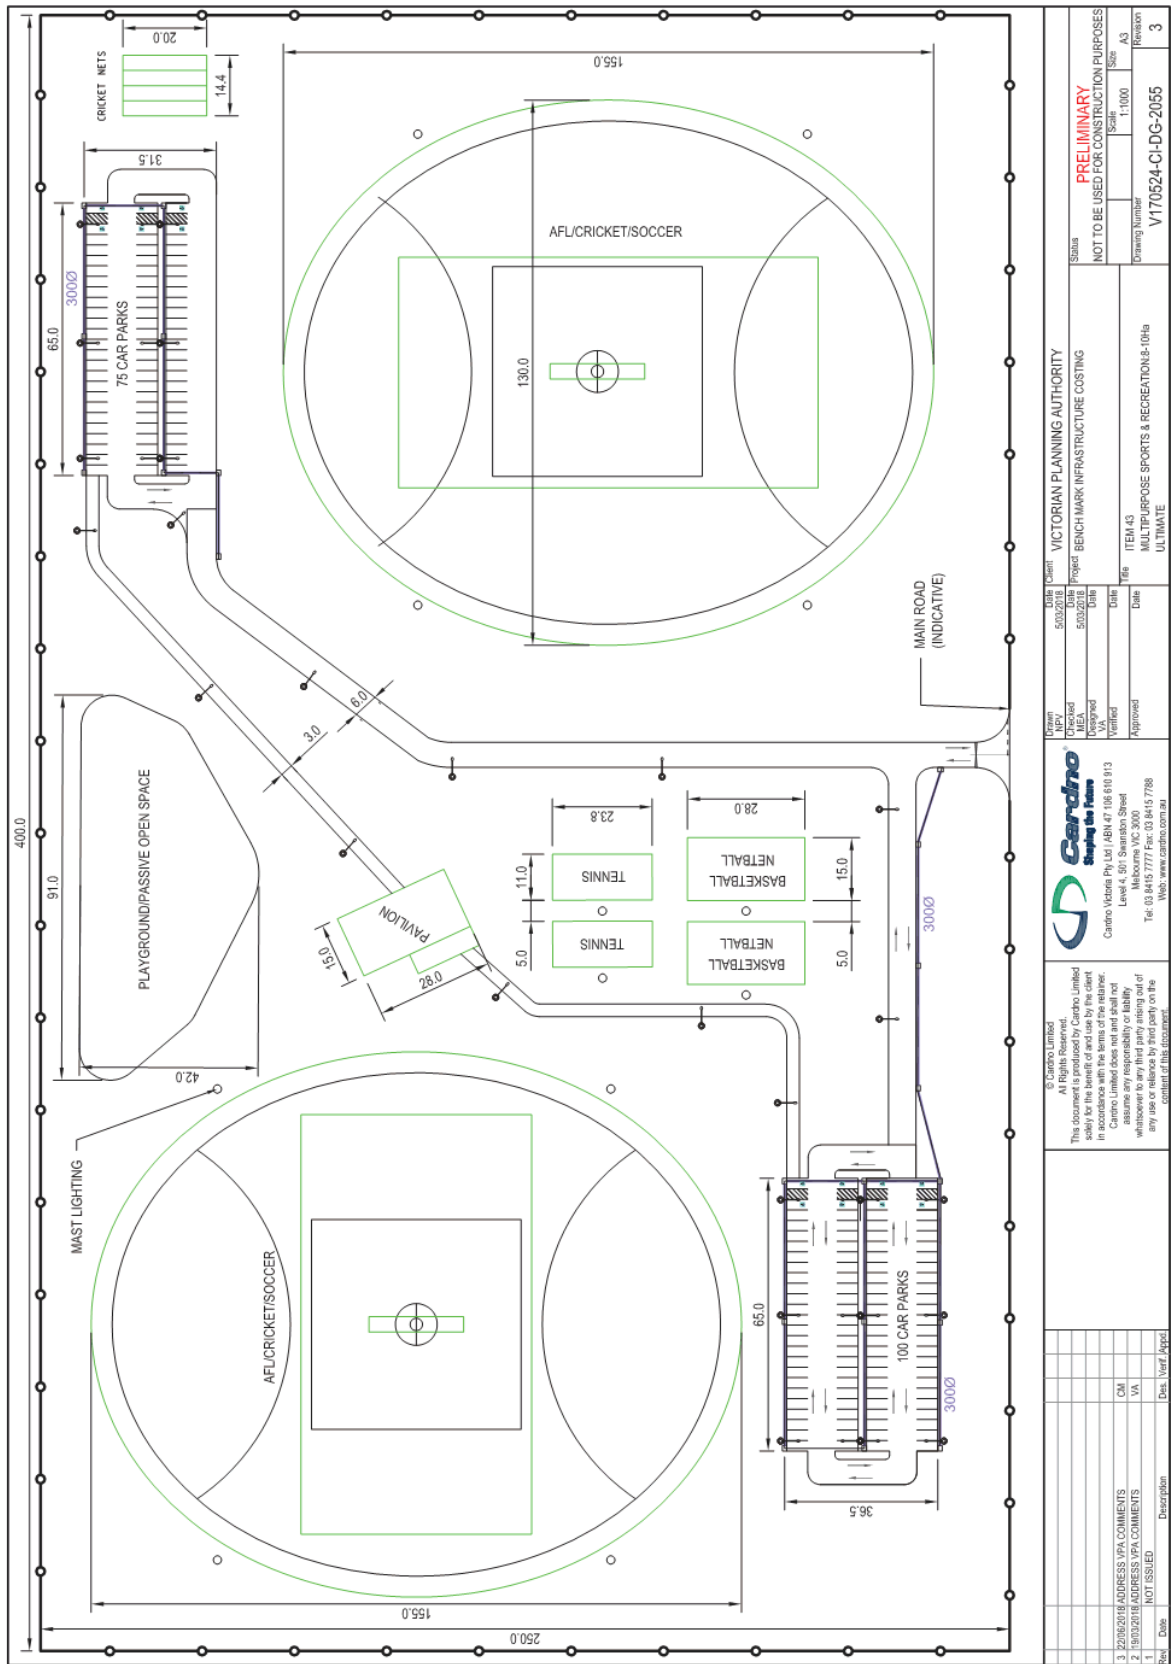 CRICKET NETS
20.0
14.4
31.5
65.0
300Ø
75 CAR PARKS
155.0
130.0
AFL/CRICKET/SOCCER
400.0
91.0
PLAYGROUND/PASSIVE OPEN SPACE
42.0
3.0
6.0
MAIN ROAD
(INDICATIVE)
PAVILION
15.0
28.0
23.8
11.0
5.0
TENNIS
TENNIS
28.0
15.0
5.0
BASKETBALL
NETBALL
BASKETBALL
NETBALL
300Ø
MAST LIGHTING
AFL/CRICKET/SOCCER
155.0
250.0
65.0
100 CAR PARKS
36.5
300Ø
3 22/06/2018 ADDRESS VPA COMMENTS CM
2 19/03/2018 ADDRESS VPA COMMENTS VA
1 NOT ISSUED
Rev. Date Description Des. Verif. Appd.
© Cardno Limited
All Rights Reserved.
This document is produced by Cardno Limited
solely for the benefit of and use by the client
in accordance with the terms of the retainer.
Cardno Limited does not and shall not
assume any responsibility or liability
whatsoever to any third party arising out of
any use or reliance by third party on the
content of this document.
Cardno®
Shaping the Future
Cardno Victoria Pty Ltd | ABN 47 106 610 913
Level 4, 501 Swanston Street
Melbourne VIC 3000
Tel: 03 8415 7777 Fax: 03 8415 7788
Web: www.cardno.com.au
Drawn
NPV
Date
5/03/2018
Checked
MEA
Date
5/03/2018
Designed
VA
Date
Verified
Date
Approved
Date
Client
VICTORIAN PLANNING AUTHORITY
Project
BENCH MARK INFRASTRUCTURE COSTING
Title
ITEM 43
MULTIPURPOSE SPORTS & RECREATION:8-10Ha
ULTIMATE
Status
PRELIMINARY
NOT TO BE USED FOR CONSTRUCTION PURPOSES
Scale
1:1000
Size
A3
Drawing Number
V170524-CI-DG-2055
Revision
3